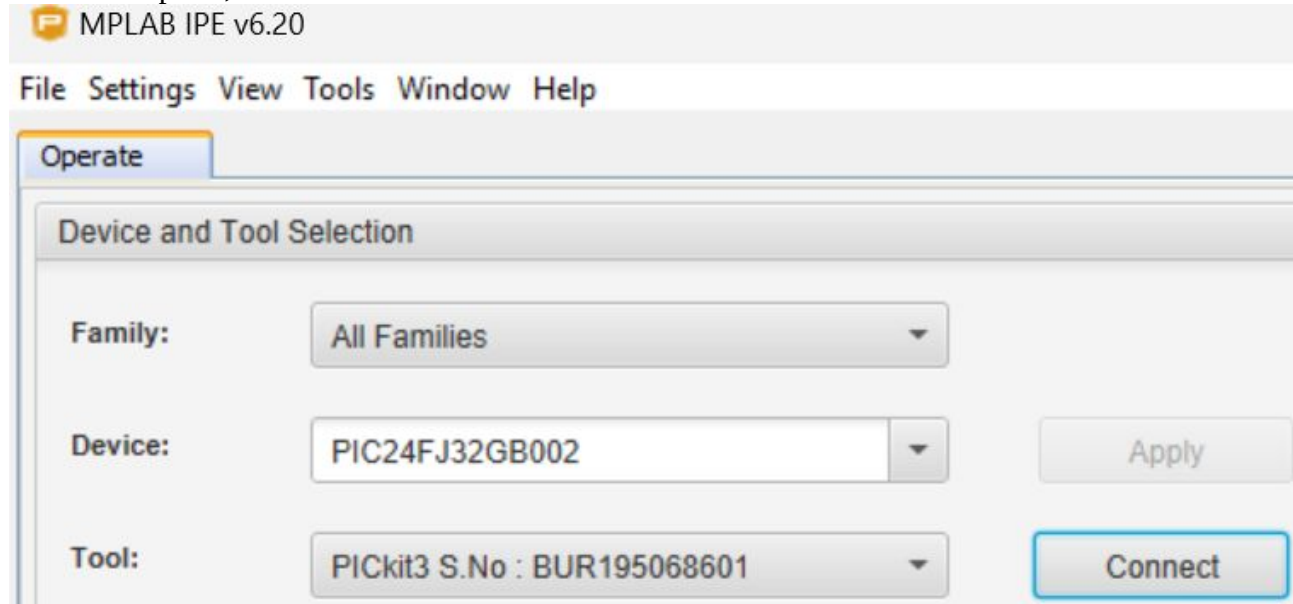 MPLAB IPE v6.20
File Settings View Tools Window Help
Operate
Device and Tool Selection
Family: All Families
Device: PIC24FJ32GB002 Apply
Tool: PICkit3 S.No : BUR195068601 Connect